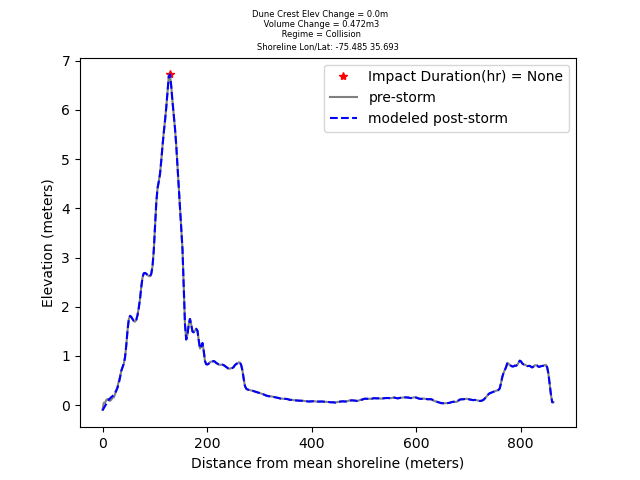 Dune Crest Elev Change = 0.0m
Volume Change = 0.472m3
Regime = Collision
Shoreline Lon/Lat: -75.485 35.693
Impact Duration(hr) = None
pre-storm
modeled post-storm
Elevation (meters)
7
6
5
4
3
2
1
0
0 200 400 600 800
Distance from mean shoreline (meters)